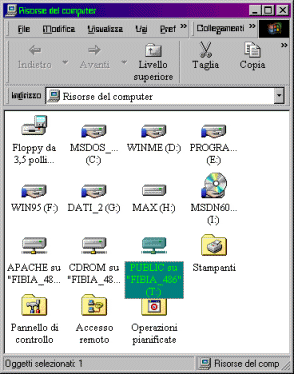 Risorse del computer
File Modifica Visualizza Vai Pref » Collegamenti »
Indietro Avanti Livello superiore Taglia Copia »
Indirizzo Risorse del computer
Floppy da 3,5 polli... MSDOS_... (C:) WINME (D:) PROGRA... (E:)
WIN95 (F:) DATI_2 (G:) MAX (H:) MSDN60... (I:)
APACHE su "FIBIA_48... CDROM su "FIBIA_48... PUBLIC su "FIBIA_486" (T:) Stampanti
Pannello di controllo Accesso remoto Operazioni pianificate
Oggetti selezionati: 1 Risorse del comp